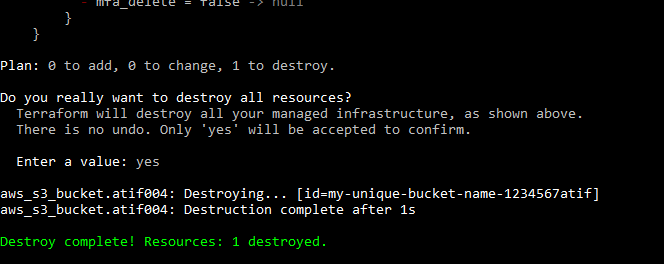 - mfa_delete = false -> null
}
}
Plan: 0 to add, 0 to change, 1 to destroy.
Do you really want to destroy all resources?
Terraform will destroy all your managed infrastructure, as shown above.
There is no undo. Only 'yes' will be accepted to confirm.
Enter a value: yes
aws_s3_bucket.atif004: Destroying... [id=my-unique-bucket-name-1234567atif]
aws_s3_bucket.atif004: Destruction complete after 1s
Destroy complete! Resources: 1 destroyed.